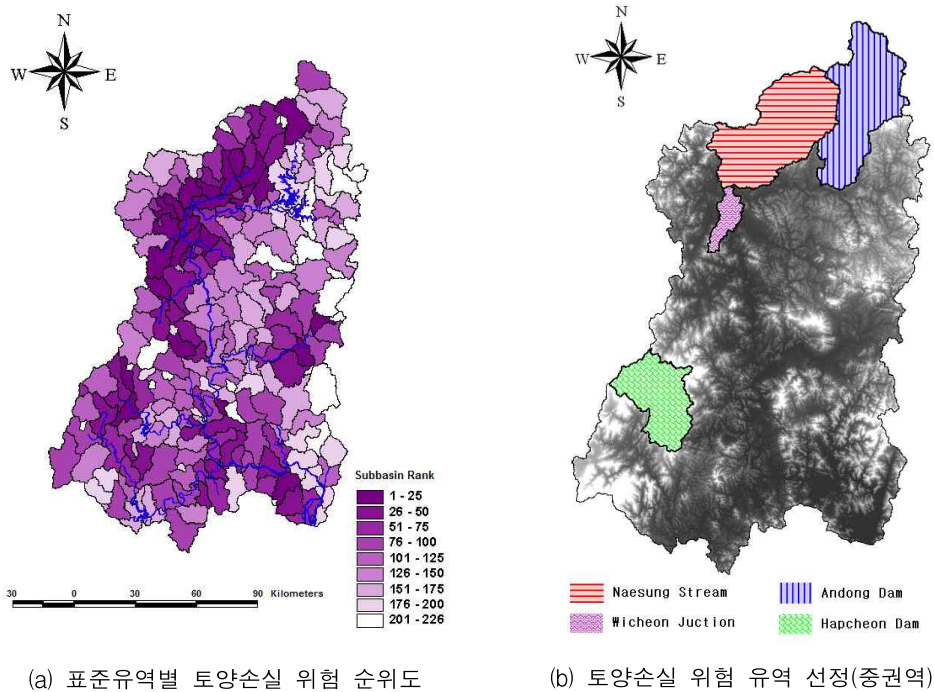 N
W E
S
Subbasin Rank
1 - 25
26 - 50
51 - 75
76 - 100
101 - 125
126 - 150
151 - 175
176 - 200
201 - 226
30 0 30 60 90 Kilometers
(a) 표준유역별 토양손실 위험 순위도
N
W E
S
Naesung Stream
Andong Dam
Wicheon Juction
Hapcheon Dam
(b) 토양손실 위험 유역 선정(중권역)